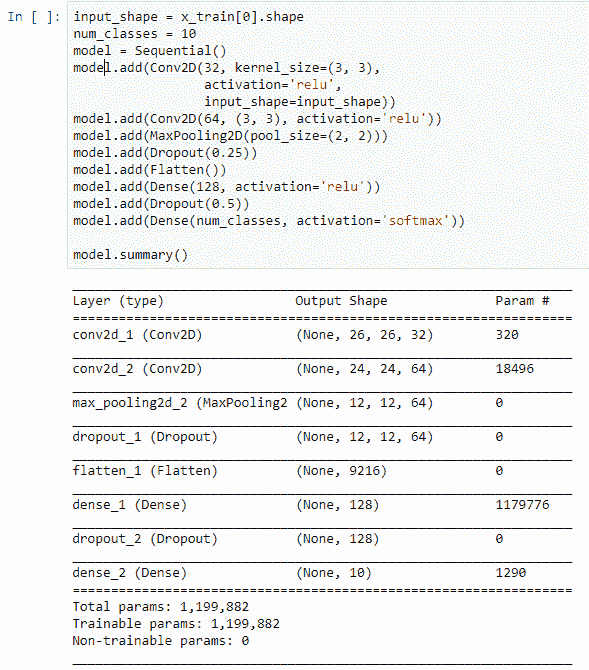 In [ ]: input_shape = x_train[0].shape
num_classes = 10
model = Sequential()
model.add(Conv2D(32, kernel_size=(3, 3),
activation='relu',
input_shape=input_shape))
model.add(Conv2D(64, (3, 3), activation='relu'))
model.add(MaxPooling2D(pool_size=(2, 2)))
model.add(Dropout(0.25))
model.add(Flatten())
model.add(Dense(128, activation='relu'))
model.add(Dropout(0.5))
model.add(Dense(num_classes, activation='softmax'))
model.summary()
Layer (type) Output Shape Param #
conv2d_1 (Conv2D) (None, 26, 26, 32) 320
conv2d_2 (Conv2D) (None, 24, 24, 64) 18496
max_pooling2d_2 (MaxPooling2 (None, 12, 12, 64) 0
dropout_1 (Dropout) (None, 12, 12, 64) 0
flatten_1 (Flatten) (None, 9216) 0
dense_1 (Dense) (None, 128) 1179776
dropout_2 (Dropout) (None, 128) 0
dense_2 (Dense) (None, 10) 1290
Total params: 1,199,882
Trainable params: 1,199,882
Non-trainable params: 0